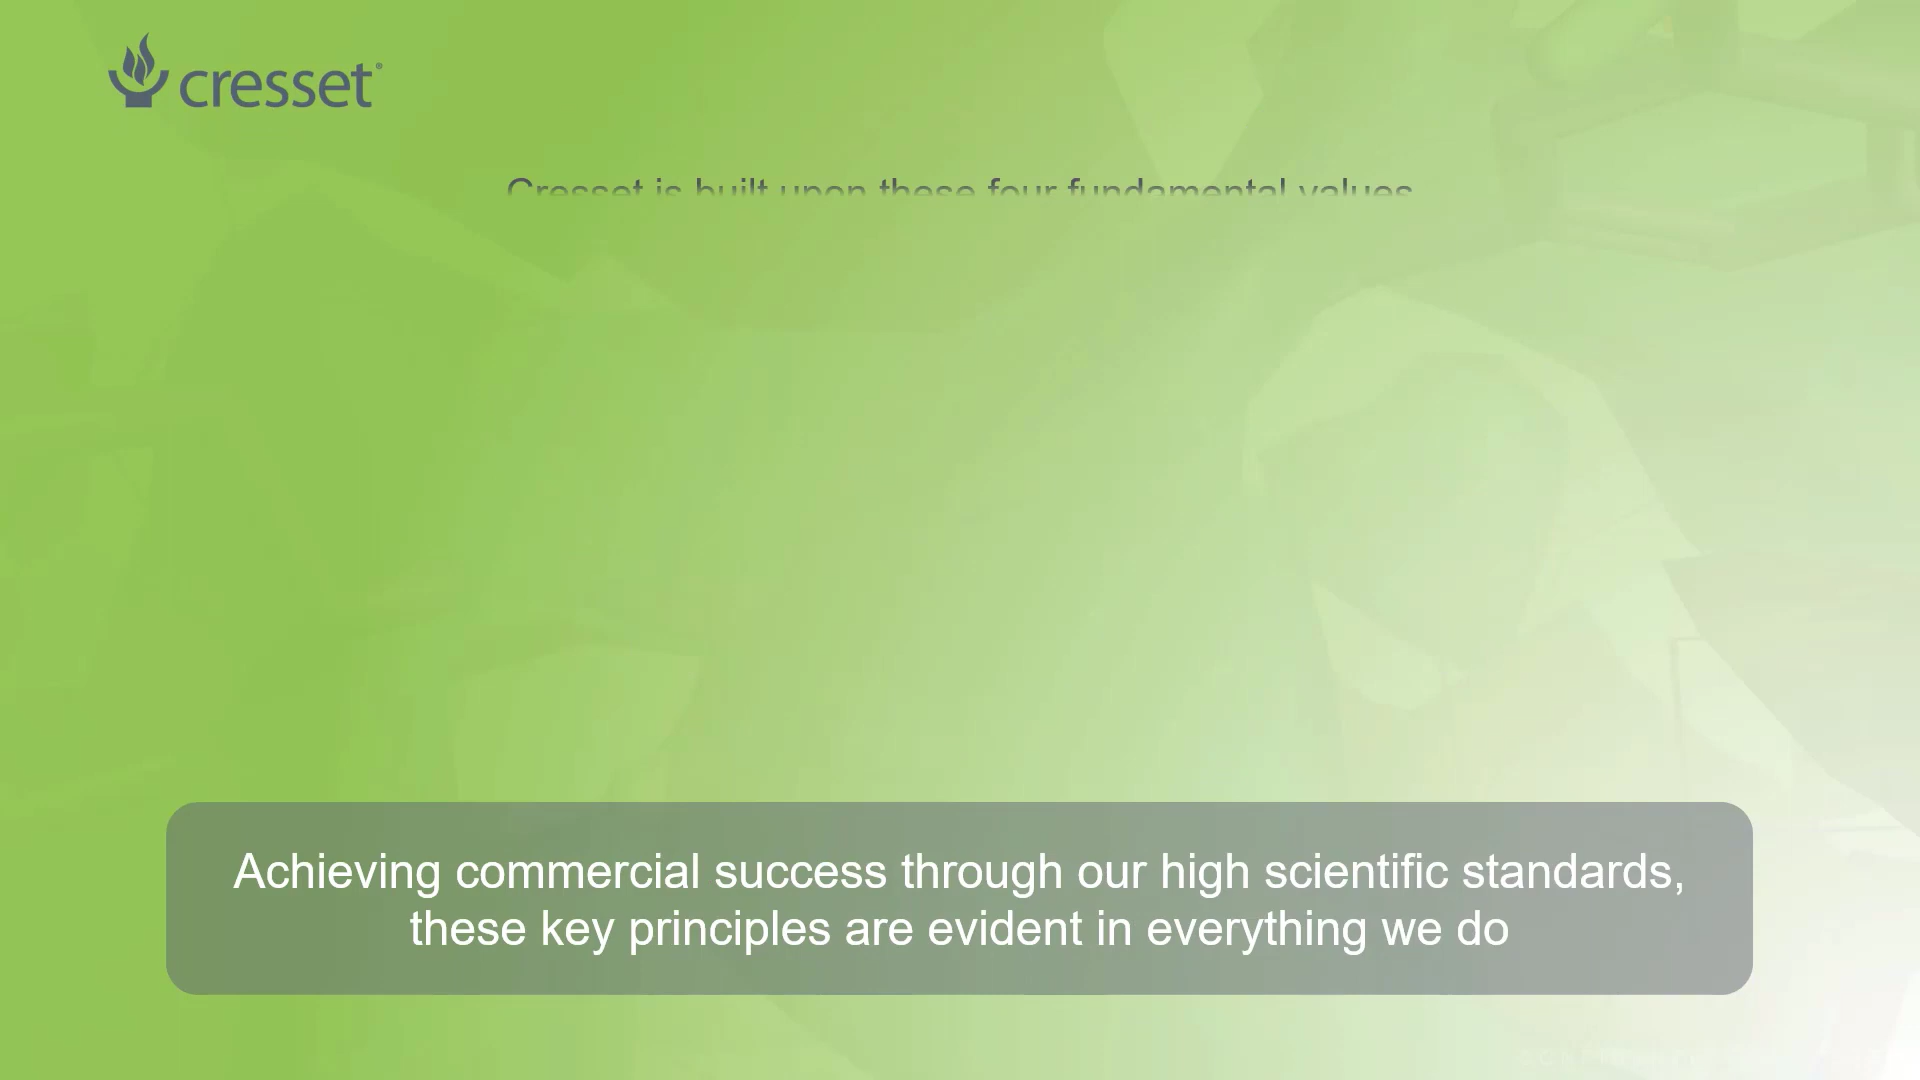 cresset®
Cresset is built upon these four fundamental values
Achieving commercial success through our high scientific standards,
these key principles are evident in everything we do